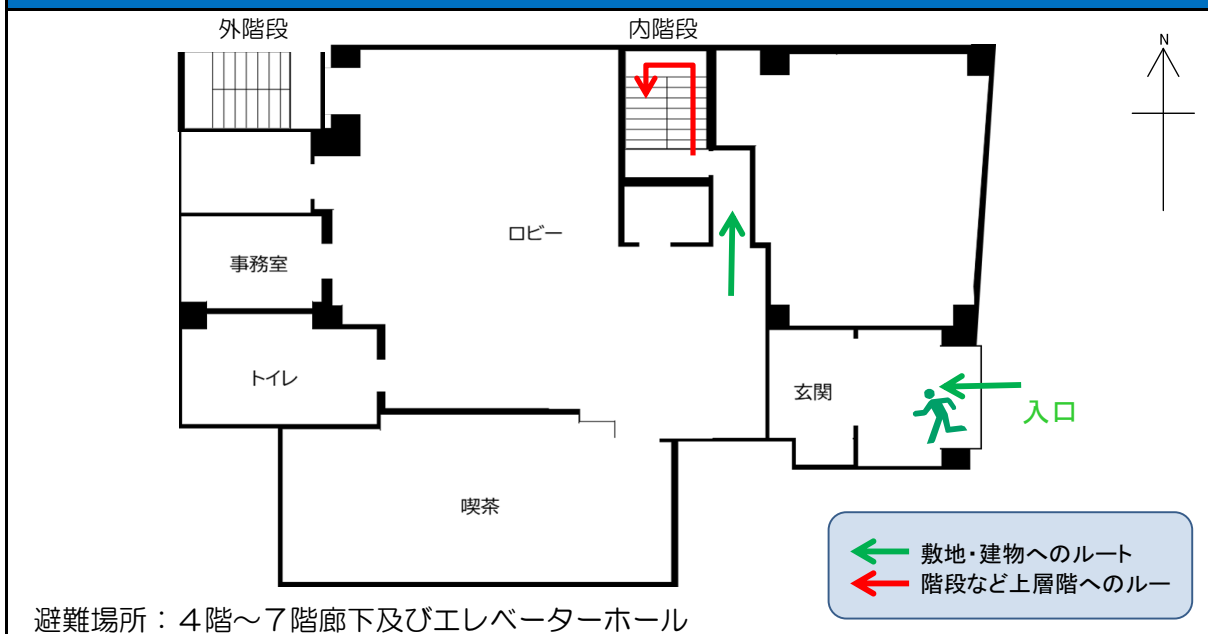 外階段
内階段
N
ロビー
事務室
トイレ
玄関
入口
喫茶
敷地・建物へのルート
階段など上層階へのルー
避難場所：４階～７階廊下及びエレベーターホール